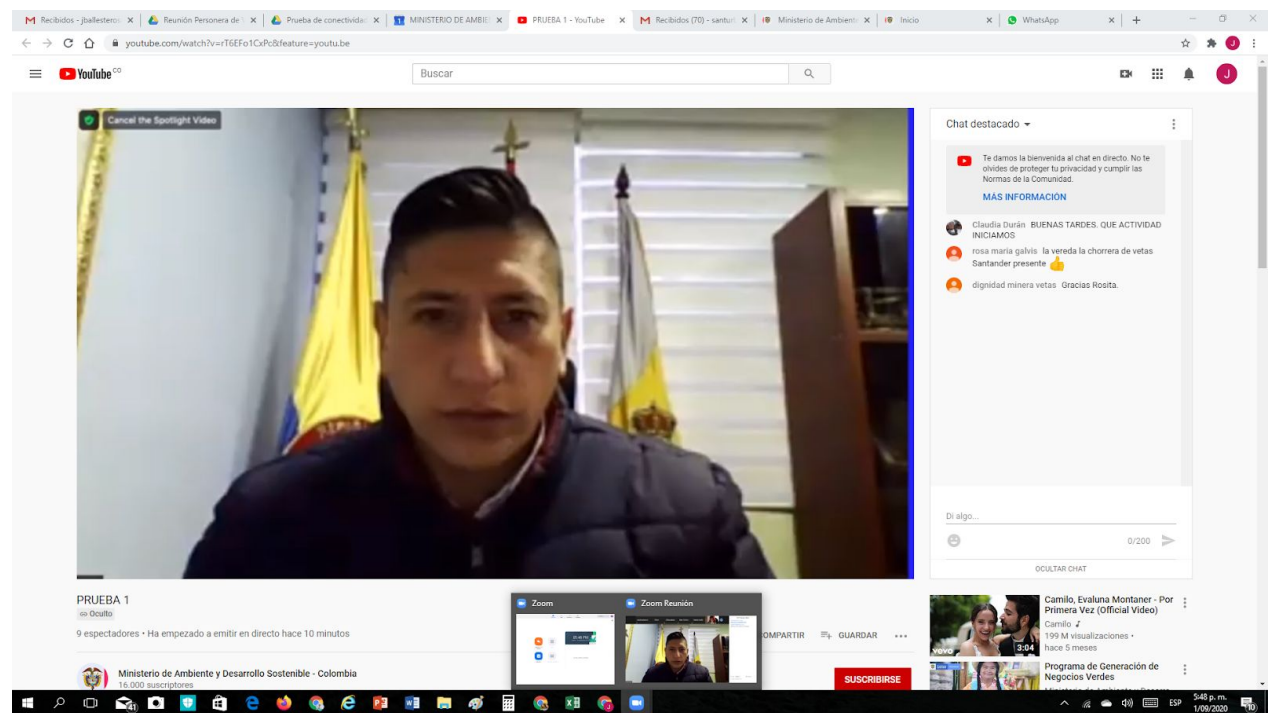 Recibidos - jballesteros
Reunión Personera de
Prueba de conectividad
MINISTERIO DE AMBIE
PRUEBA 1 - YouTube
Recibidos (70) - santur
Ministerio de Ambient
Inicio
WhatsApp
youtube.com/watch?v=rT6EFo1CxPc&feature=youtu.be
YouTube CO
Buscar
J
Cancel the Spotlight Video
Chat destacado
Te damos la bienvenida al chat en directo. No te
olvides de proteger tu privacidad y cumplir las
Normas de la Comunidad.
MÁS INFORMACIÓN
Claudia Durán BUENAS TARDES. QUE ACTIVIDAD
INICIAMOS
rosa maria galvis la vereda la chorrera de vetas
Santander presente
dignidad minera vetas Gracias Rosita.
Di algo...
0/200
OCULTAR CHAT
PRUEBA 1
Oculto
9 espectadores • Ha empezado a emitir en directo hace 10 minutos
OMPARTIR
GUARDAR
Ministerio de Ambiente y Desarrollo Sostenible - Colombia
16.000 suscriptores
SUSCRIBIRSE
Zoom
Zoom Reunión
Camilo, Evaluna Montaner - Por
Primera Vez (Official Video)
Camilo
199 M visualizaciones •
hace 5 meses
vevo
3:04
Programa de Generación de
Negocios Verdes
ESP
5:48 p. m.
1/09/2020